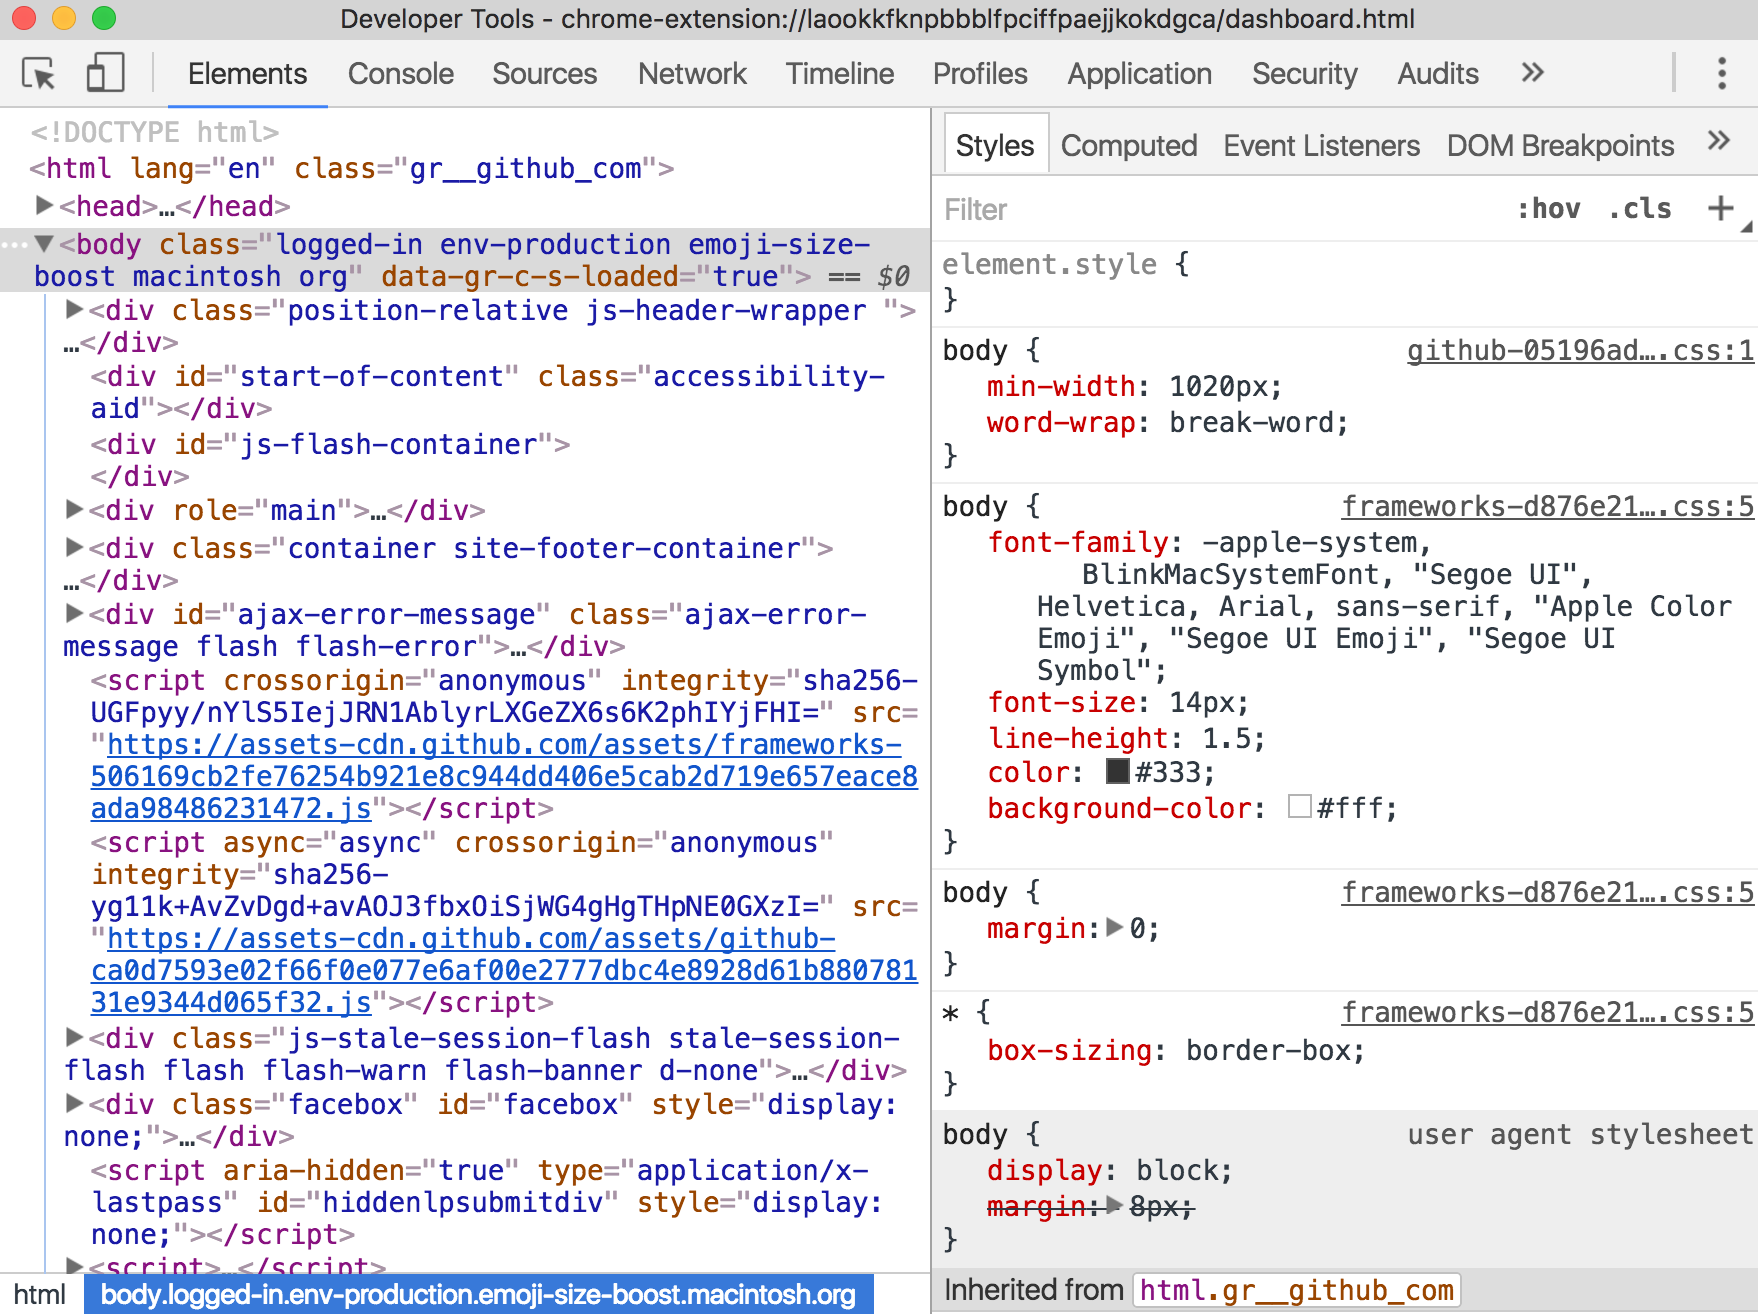 Developer Tools - chrome-extension://laookkfknpbbblfpciffpaejjkokdgca/dashboard.html
Elements Console Sources Network Timeline Profiles Application Security Audits »
<!DOCTYPE html>
<html lang="en" class="gr__github_com">
▶<head>…</head>
…▼<body class="logged-in env-production emoji-size-
boost macintosh org" data-gr-c-s-loaded="true"> == $0
▶<div class="position-relative js-header-wrapper ">
…</div>
<div id="start-of-content" class="accessibility-
aid"></div>
<div id="js-flash-container">
</div>
▶<div role="main">…</div>
▶<div class="container site-footer-container">
…</div>
▶<div id="ajax-error-message" class="ajax-error-
message flash flash-error">…</div>
<script crossorigin="anonymous" integrity="sha256-
UGFpyy/nYlS5IejJRN1AblyrLXGeZX6s6K2phIYjFHI=" src=
"https://assets-cdn.github.com/assets/frameworks-
506169cb2fe76254b921e8c944dd406e5cab2d719e657eace8
ada98486231472.js"></script>
<script async="async" crossorigin="anonymous"
integrity="sha256-
yg11k+AvZvDgd+avAOJ3fbxOiSjWG4gHgTHpNE0GXzI=" src=
"https://assets-cdn.github.com/assets/github-
ca0d7593e02f66f0e077e6af00e2777dbc4e8928d61b880781
31e9344d065f32.js"></script>
▶<div class="js-stale-session-flash stale-session-
flash flash flash-warn flash-banner d-none">…</div>
▶<div class="facebox" id="facebox" style="display:
none;">…</div>
<script aria-hidden="true" type="application/x-
lastpass" id="hiddenlpsubmitdiv" style="display:
none;"></script>
▶<script>…</script>
html body.logged-in.env-production.emoji-size-boost.macintosh.org
Styles Computed Event Listeners DOM Breakpoints »
Filter :hov .cls +
element.style {
}
body { github-05196ad….css:1
min-width: 1020px;
word-wrap: break-word;
}
body { frameworks-d876e21….css:5
font-family: -apple-system,
BlinkMacSystemFont, "Segoe UI",
Helvetica, Arial, sans-serif, "Apple Color
Emoji", "Segoe UI Emoji", "Segoe UI
Symbol";
font-size: 14px;
line-height: 1.5;
color: #333;
background-color: #fff;
}
body { frameworks-d876e21….css:5
margin:▶0;
}
* { frameworks-d876e21….css:5
box-sizing: border-box;
}
body { user agent stylesheet
display: block;
margin:▶8px;
}
Inherited from html.gr__github_com